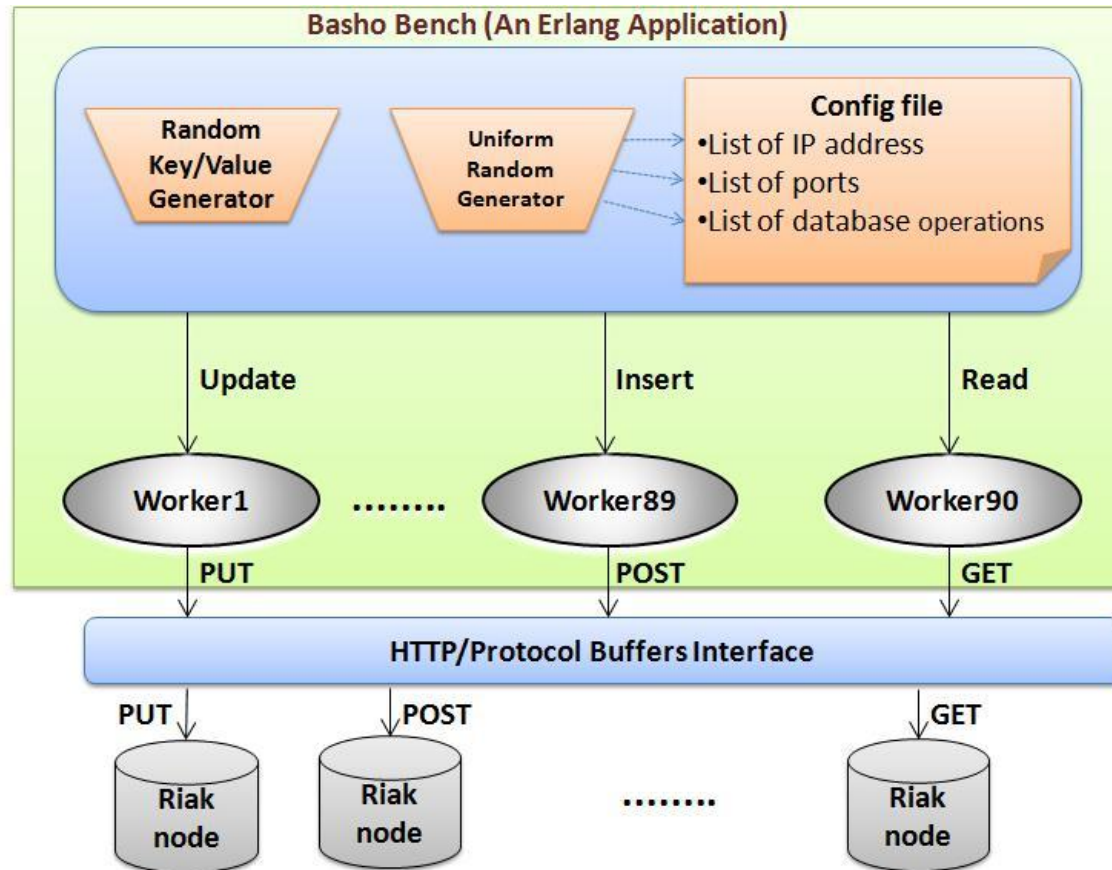 Basho Bench (An Erlang Application)
Random
Key/Value
Generator
Uniform
Random
Generator
Config file
•List of IP address
•List of ports
•List of database operations
Update
Insert
Read
Worker1
........
Worker89
Worker90
PUT
POST
GET
HTTP/Protocol Buffers Interface
PUT
POST
GET
Riak
node
Riak
node
........
Riak
node